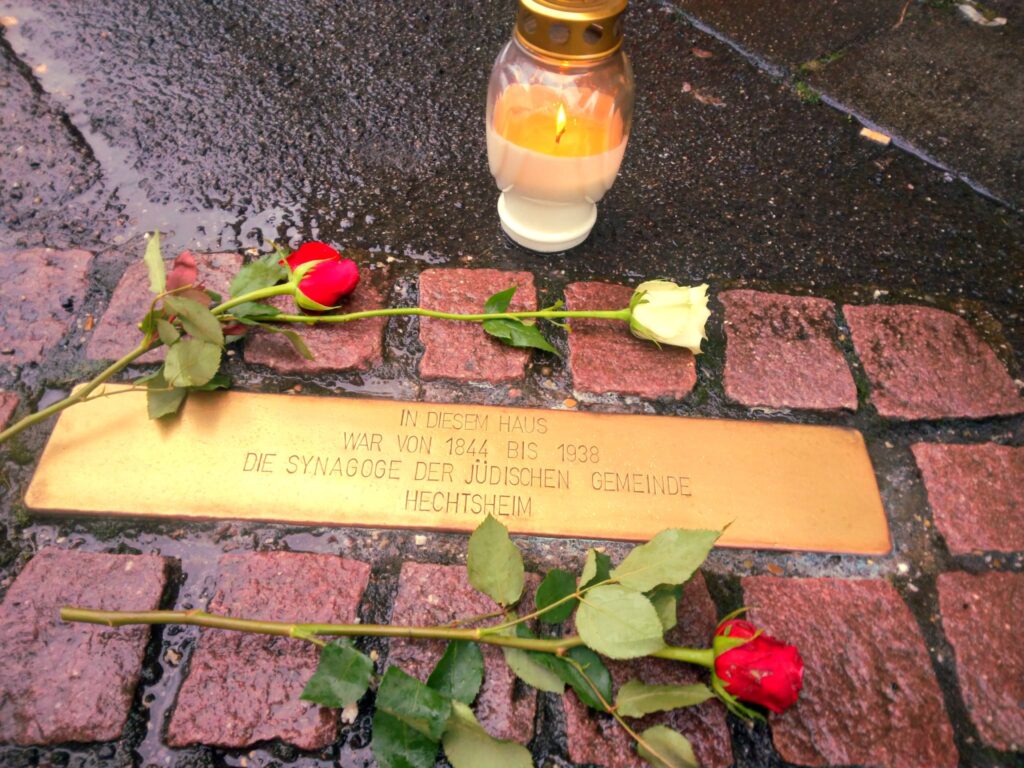 IN DIESEM HAUS
WAR VON 1844 BIS 1938
DIE SYNAGOGE DER JÜDISCHEN GEMEINDE
HECHTSHEIM